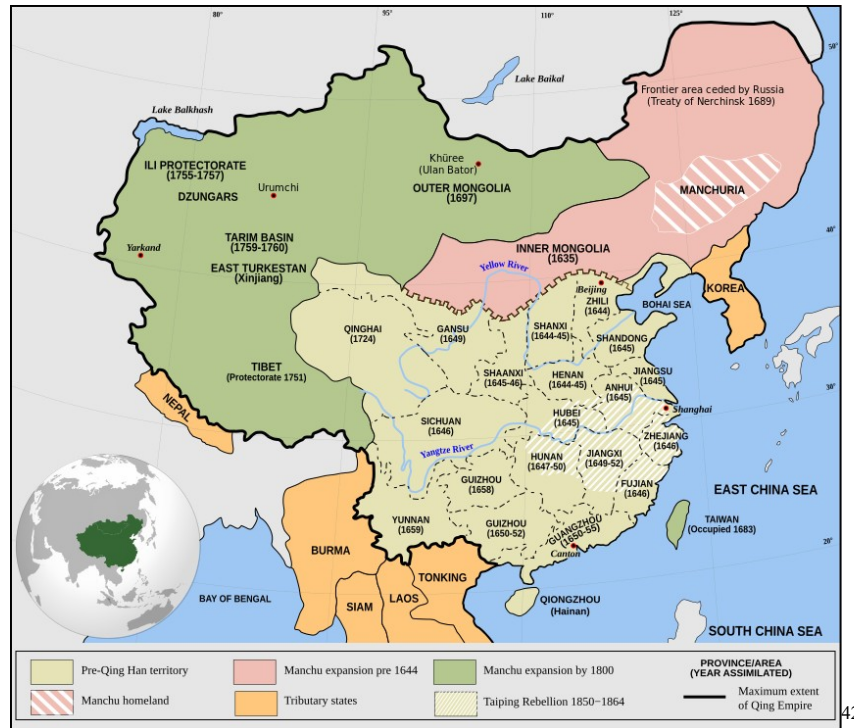 80°
95°
110°
125°
50°
Lake Baikal
Frontier area ceded by Russia
(Treaty of Nerchinsk 1689)
Lake Balkhash
ILI PROTECTORATE
(1755-1757)
DZUNGARS
Urumchi
Khüree
(Ulan Bator)
OUTER MONGOLIA
(1697)
MANCHURIA
40°
Yarkand
TARIM BASIN
(1759-1760)
EAST TURKESTAN
(Xinjiang)
INNER MONGOLIA
(1635)
Yellow River
Beijing
ZHILI
(1644)
BOHAI SEA
KOREA
QINGHAI
(1724)
GANSU
(1649)
SHANXI
(1644-45)
SHANDONG
(1645)
TIBET
(Protectorate 1751)
SHAANXI
(1645-46)
HENAN
(1644-45)
JIANGSU
(1645)
ANHUI
(1645)
30°
NEPAL
SICHUAN
(1646)
HUBEI
(1645)
Shanghai
ZHEJIANG
(1646)
Yangtze River
HUNAN
(1647-50)
JIANGXI
(1649-52)
FUJIAN
(1646)
GUIZHOU
(1658)
EAST CHINA SEA
YUNNAN
(1659)
GUIZHOU
(1650-52)
GUANGZHOU
(1650-55)
Canton
TAIWAN
(Occupied 1683)
20°
BURMA
TONKING
LAOS
SIAM
BAY OF BENGAL
QIONGZHOU
(Hainan)
SOUTH CHINA SEA
Pre-Qing Han territory
Manchu expansion pre 1644
Manchu expansion by 1800
PROVINCE/AREA
(YEAR ASSIMILATED)
Manchu homeland
Tributary states
Taiping Rebellion 1850−1864
Maximum extent
of Qing Empire